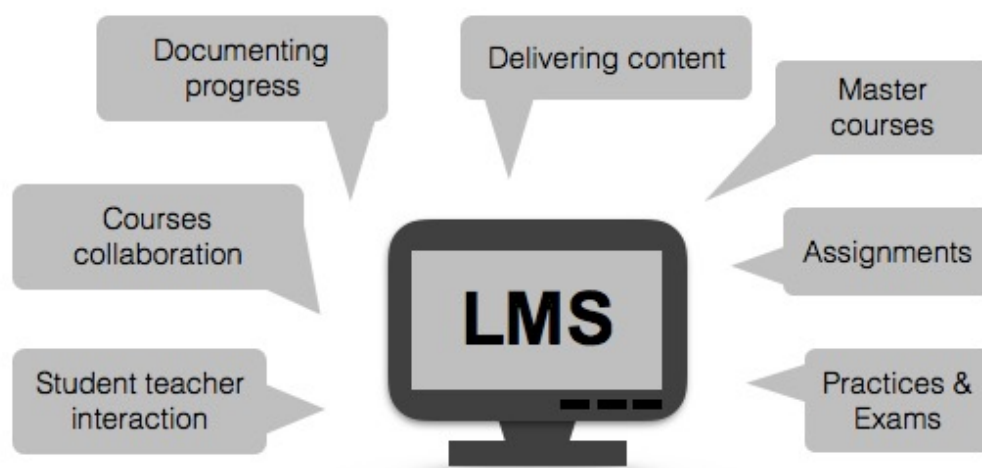 Documenting
progress
Delivering content
Master
courses
Courses
collaboration
Assignments
LMS
Student teacher
interaction
Practices &
Exams